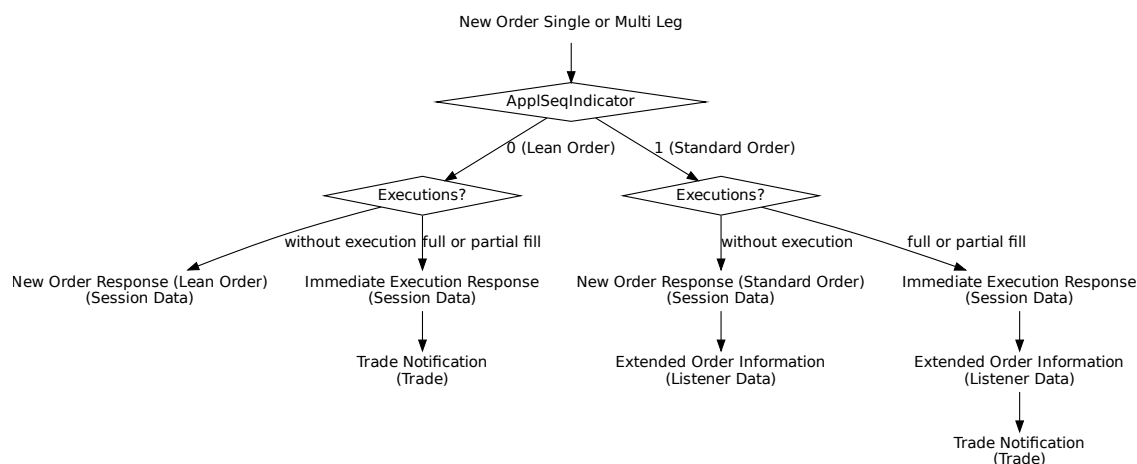 New Order Single or Multi Leg
ApplSeqIndicator
0 (Lean Order)
1 (Standard Order)
Executions?
Executions?
without execution
full or partial fill
without execution
full or partial fill
New Order Response (Lean Order)
(Session Data)
Immediate Execution Response
(Session Data)
New Order Response (Standard Order)
(Session Data)
Immediate Execution Response
(Session Data)
Trade Notification
(Trade)
Extended Order Information
(Listener Data)
Extended Order Information
(Listener Data)
Trade Notification
(Trade)